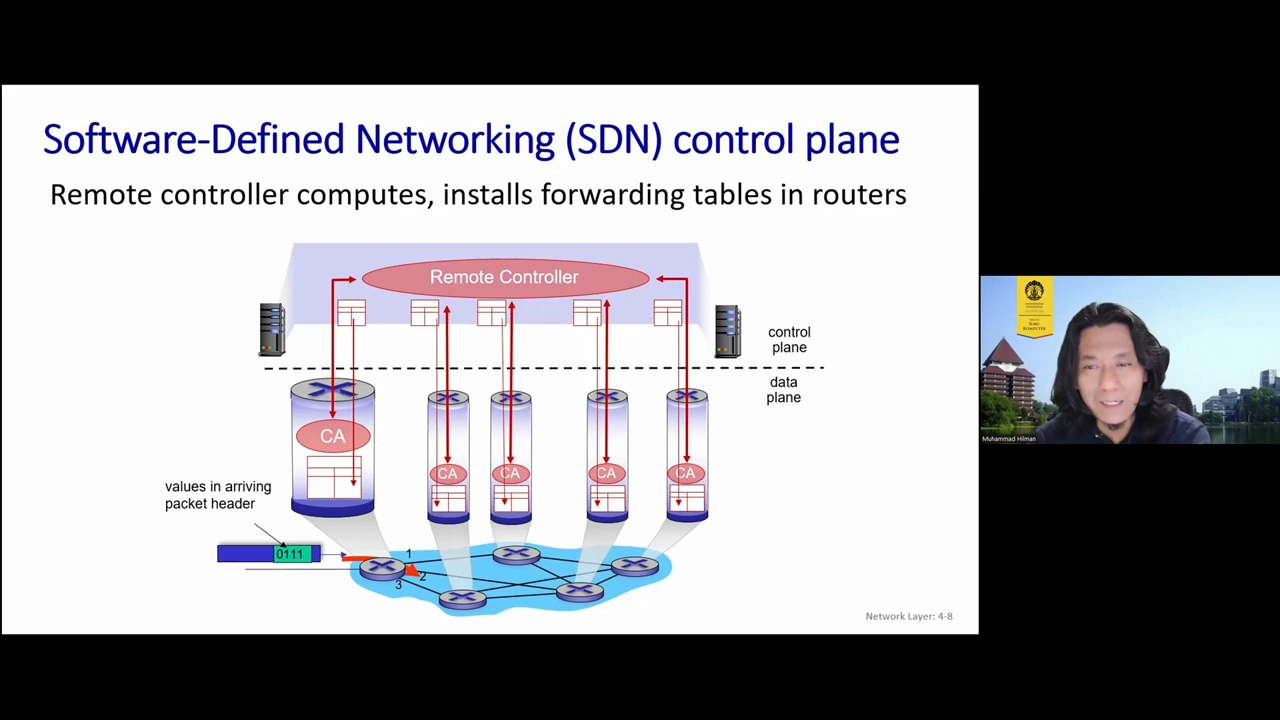 Software-Defined Networking (SDN) control plane
Remote controller computes, installs forwarding tables in routers
Remote Controller
control
plane
data
plane
CA
CA
CA
CA
CA
values in arriving
packet header
0111
1
2
3
Network Layer: 4-8
Muhammad Hilman